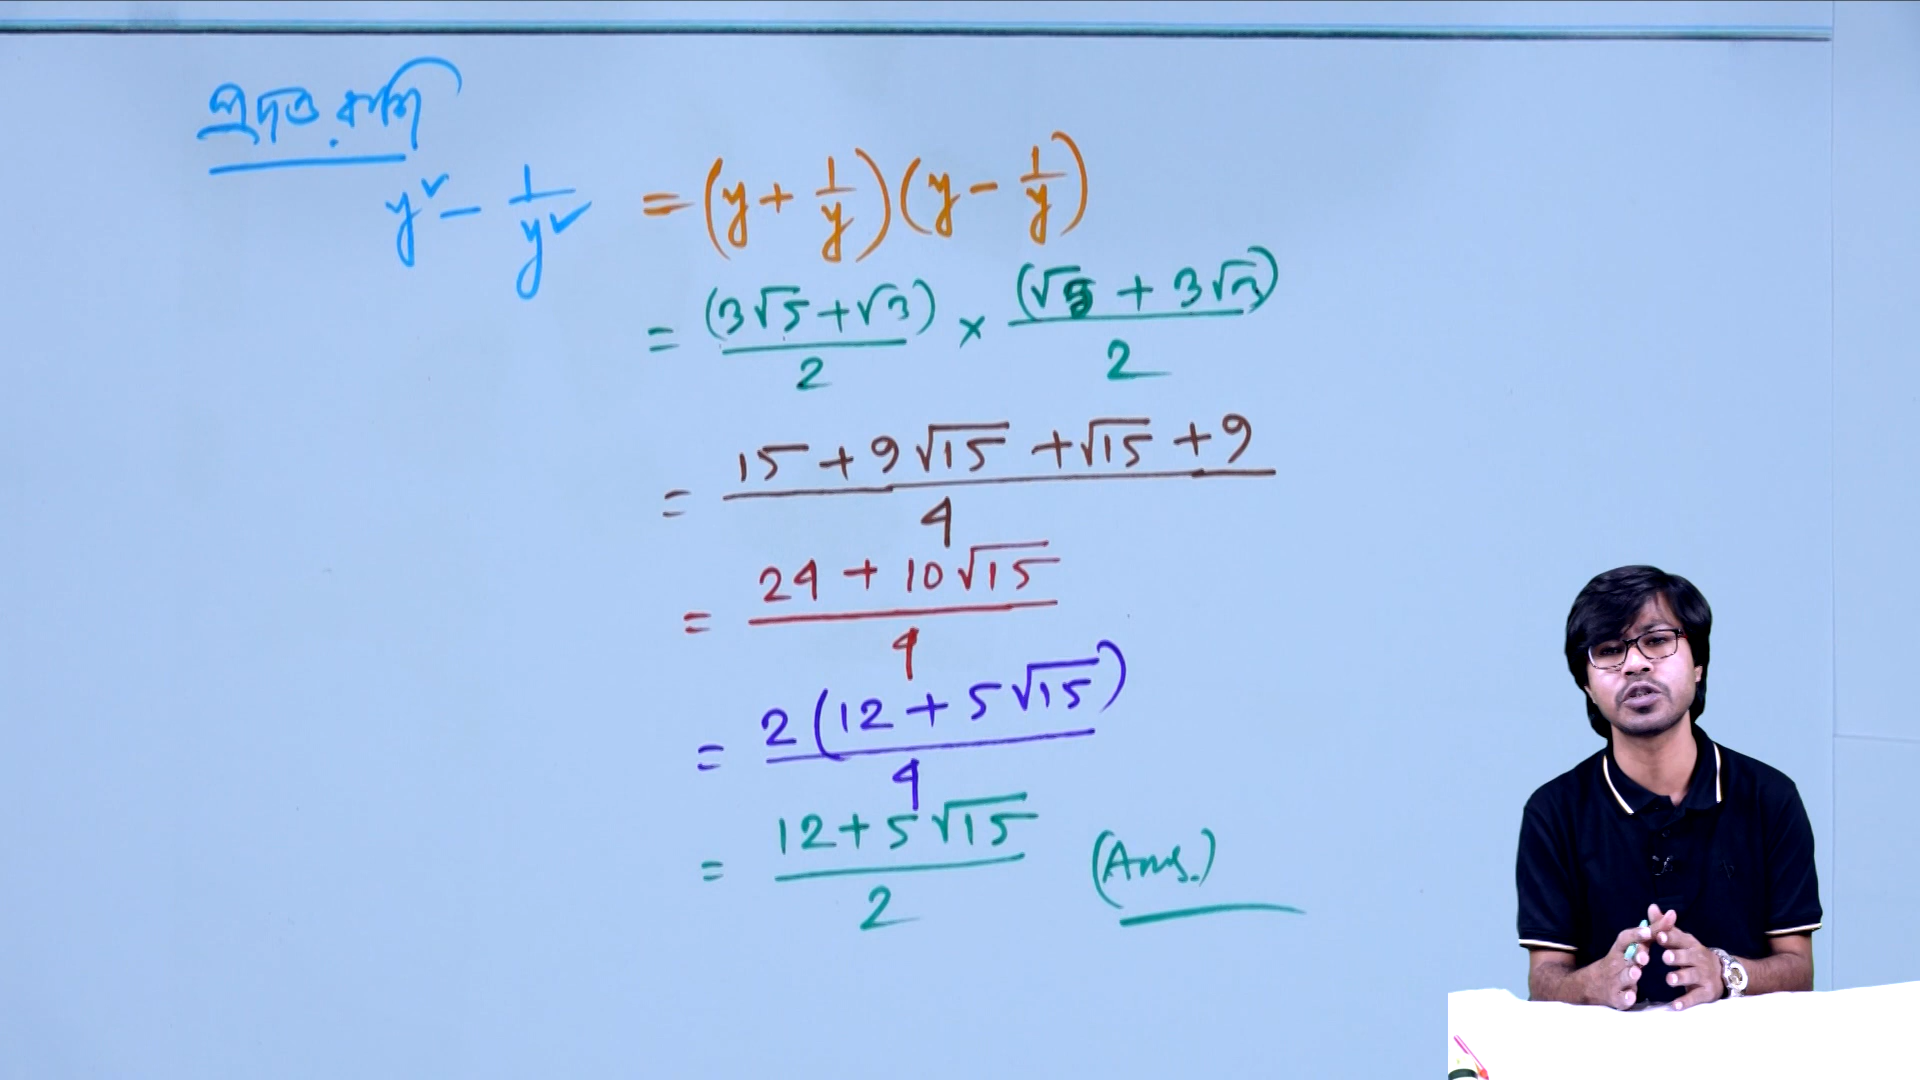 প্রদত্ত রাশি
y² - 1/y² = (y + 1/y)(y - 1/y)
= (3√5+√3)/2 × (√5 + 3√3)/2
= (15 + 9√15 + √15 + 9)/4
= (24 + 10√15)/4
= 2(12 + 5√15)/4
= (12+5√15)/2 (Ans.)